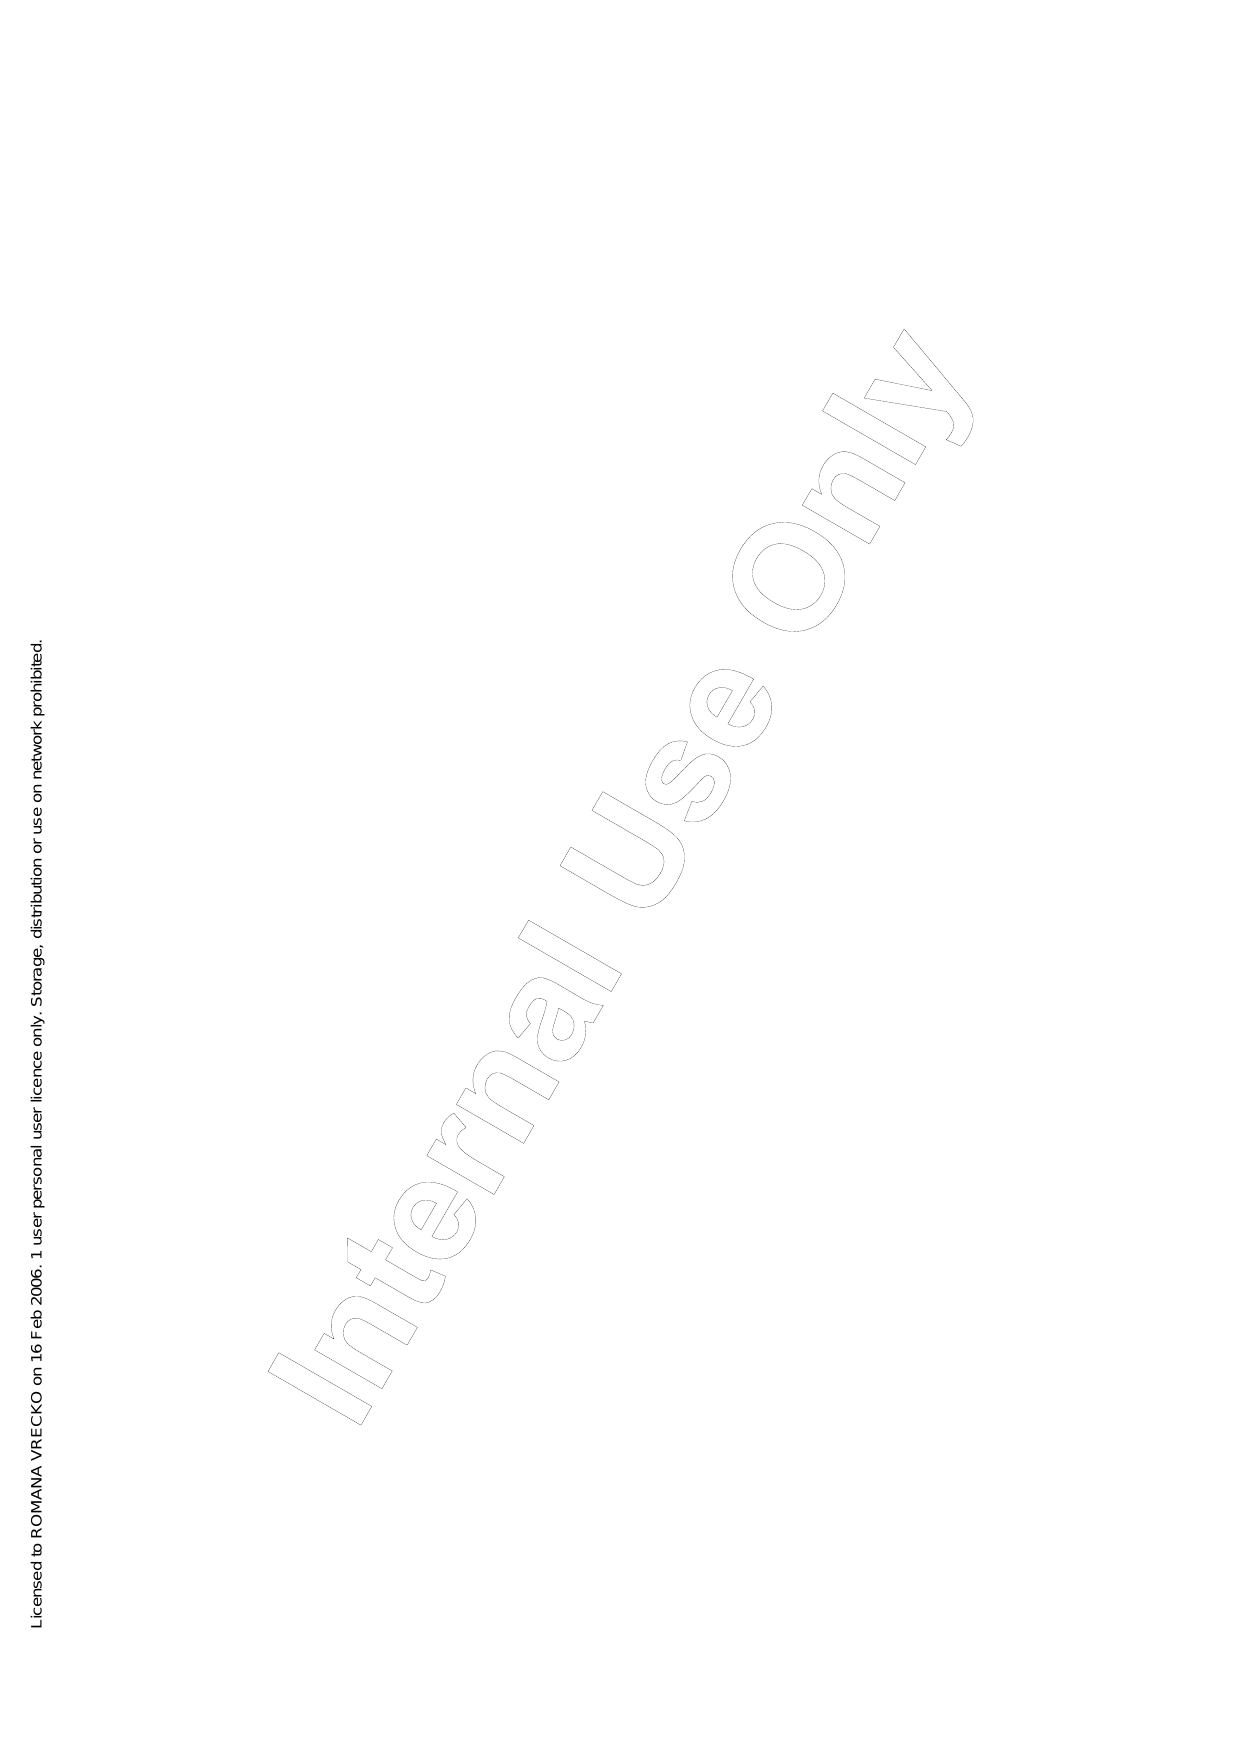 Licensed to ROMANA VRECKO on 16 Feb 2006. 1 user personal user licence only. Storage, distribution or use on network prohibited.
Internal Use Only